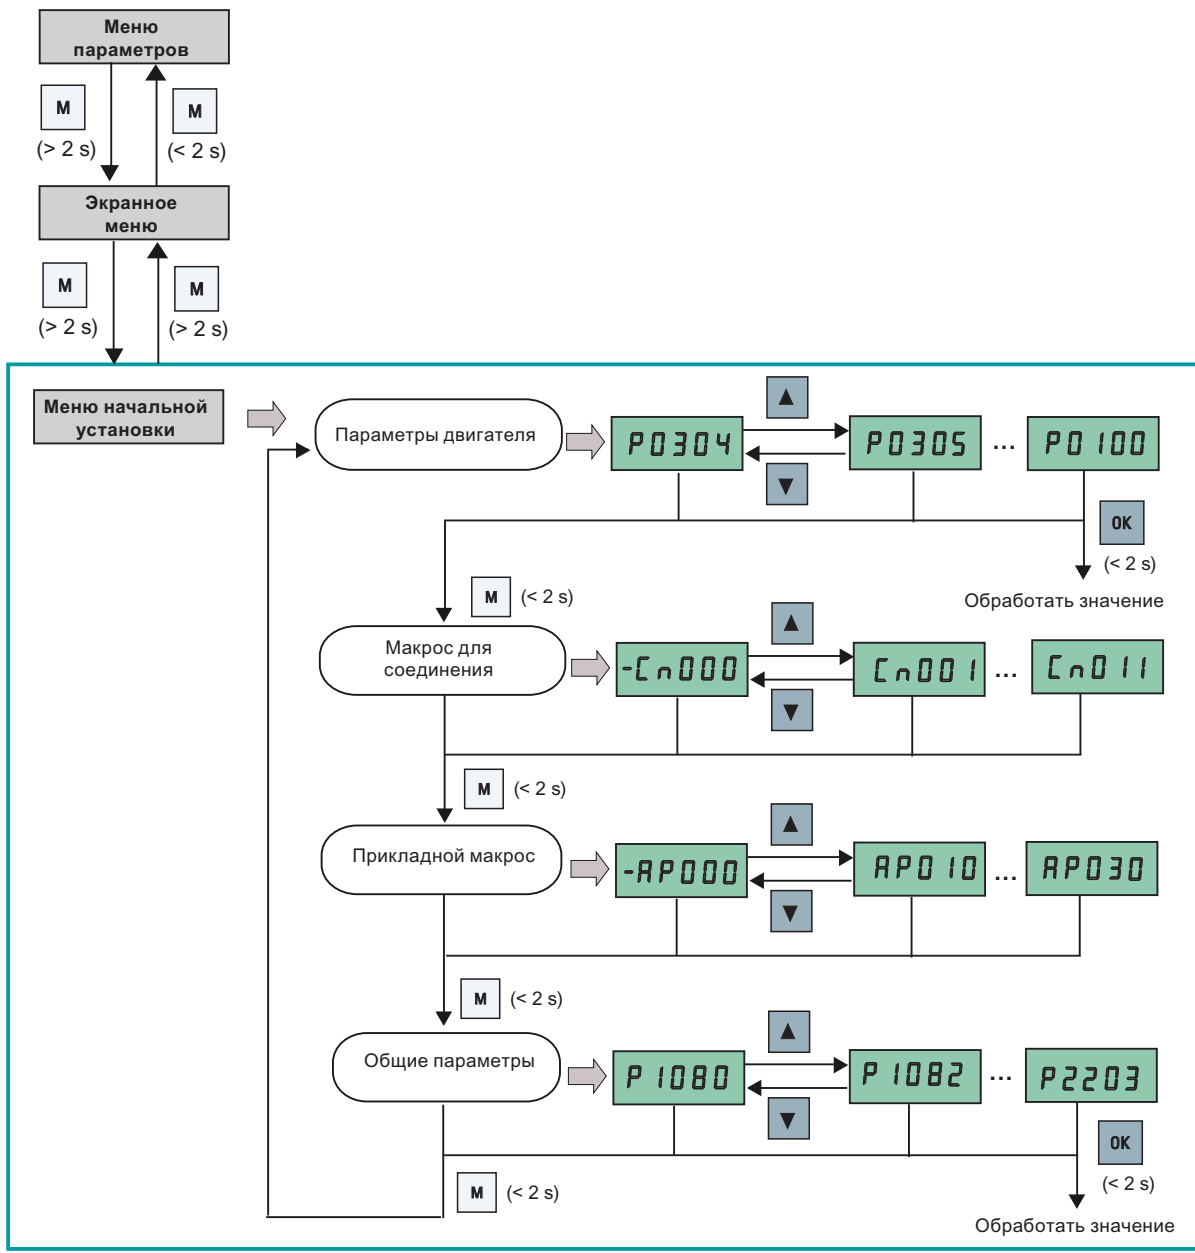 Меню
параметров
M M
(> 2 s) (< 2 s)
Экранное
меню
M M
(> 2 s) (> 2 s)
Меню начальной
установки
Параметры двигателя
P0304 P0305 ... P0100
OK
(< 2 s)
Обработать значение
M (< 2 s)
Макрос для
соединения
-Cn000 Cn001 ... Cn011
M (< 2 s)
Прикладной макрос
-AP000 AP010 ... AP030
M (< 2 s)
Общие параметры
P1080 P1082 ... P2203
OK
(< 2 s)
M (< 2 s)
Обработать значение